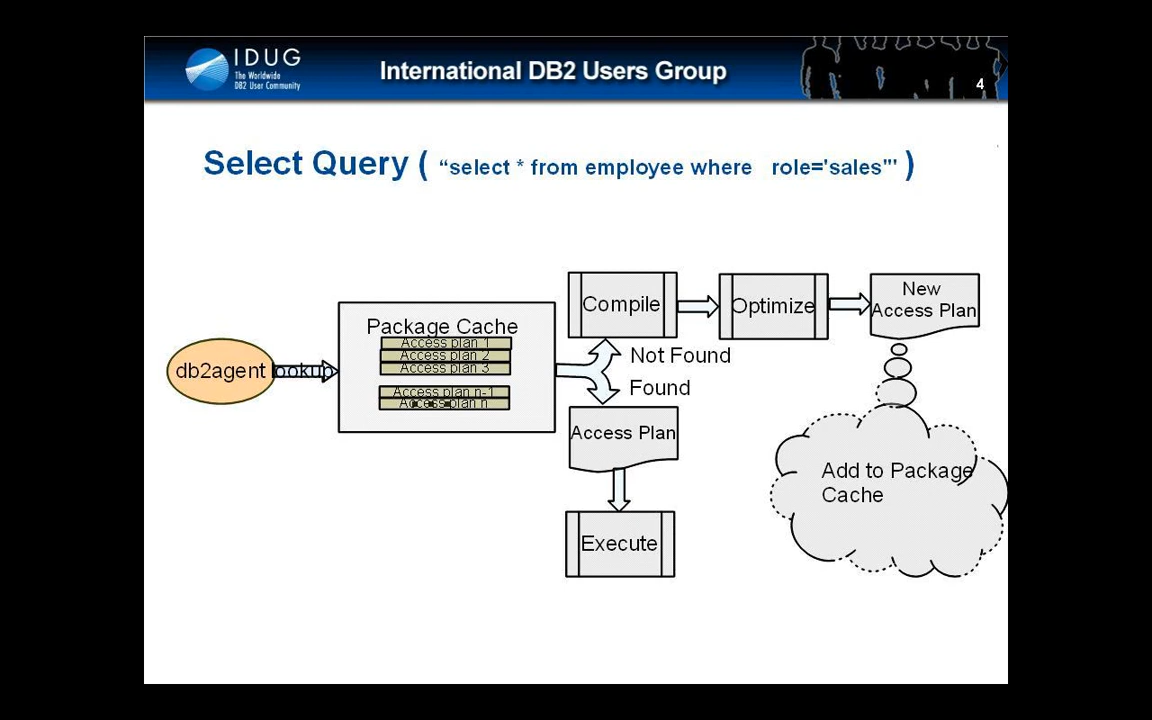 IDUG
The Worldwide
DB2 User Community
International DB2 Users Group
4
Select Query ( “select * from employee where role='sales'” )
db2agent
lookup
Package Cache
Access plan 1
Access plan 2
Access plan 3
Access plan n-1
Access plan n
Compile
Optimize
New
Access Plan
Not Found
Found
Access Plan
Execute
Add to Package
Cache